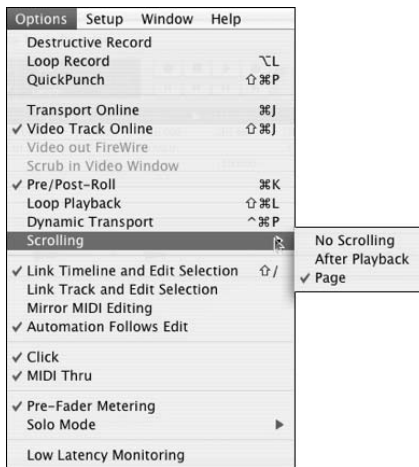 Options Setup Window Help
Destructive Record
Loop Record ⌥L
QuickPunch ⇧⌘P
Transport Online ⌘J
✓ Video Track Online ⇧⌘J
Video out FireWire
Scrub in Video Window
✓ Pre/Post-Roll ⌘K
Loop Playback ⇧⌘L
Dynamic Transport ^⌘P
Scrolling
No Scrolling
After Playback
✓ Page
✓ Link Timeline and Edit Selection ⇧/
Link Track and Edit Selection
Mirror MIDI Editing
✓ Automation Follows Edit
✓ Click
✓ MIDI Thru
✓ Pre-Fader Metering
Solo Mode ▶
Low Latency Monitoring